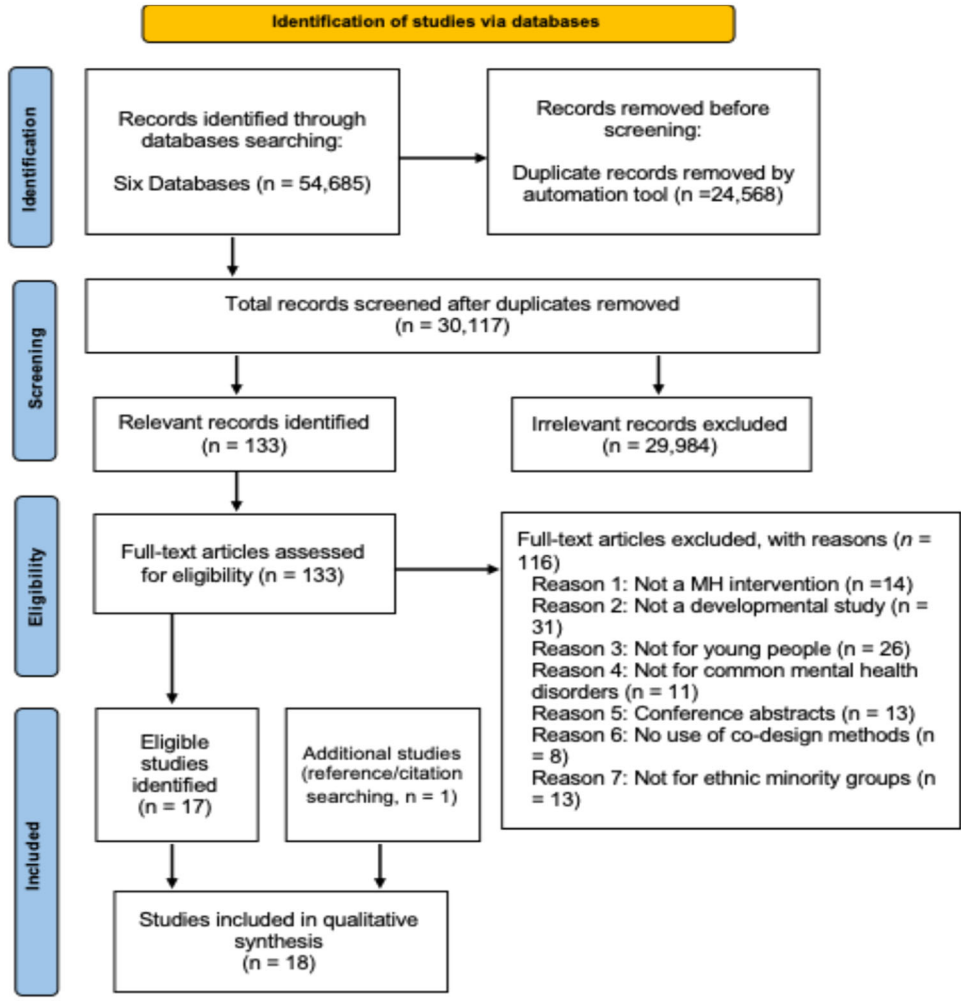 Identification of studies via databases
Identification
Records identified through
databases searching:
Six Databases (n = 54,685)
Records removed before
screening:
Duplicate records removed by
automation tool (n =24,568)
Screening
Total records screened after duplicates removed
(n = 30,117)
Relevant records identified
(n = 133)
Irrelevant records excluded
(n = 29,984)
Eligibility
Full-text articles assessed
for eligibility (n = 133)
Full-text articles excluded, with reasons (n =
116)
Reason 1: Not a MH intervention (n =14)
Reason 2: Not a developmental study (n =
31)
Reason 3: Not for young people (n = 26)
Reason 4: Not for common mental health
disorders (n = 11)
Reason 5: Conference abstracts (n = 13)
Reason 6: No use of co-design methods (n
= 8)
Reason 7: Not for ethnic minority groups (n
= 13)
Included
Eligible
studies
identified
(n = 17)
Additional studies
(reference/citation
searching, n = 1)
Studies included in qualitative
synthesis
(n = 18)